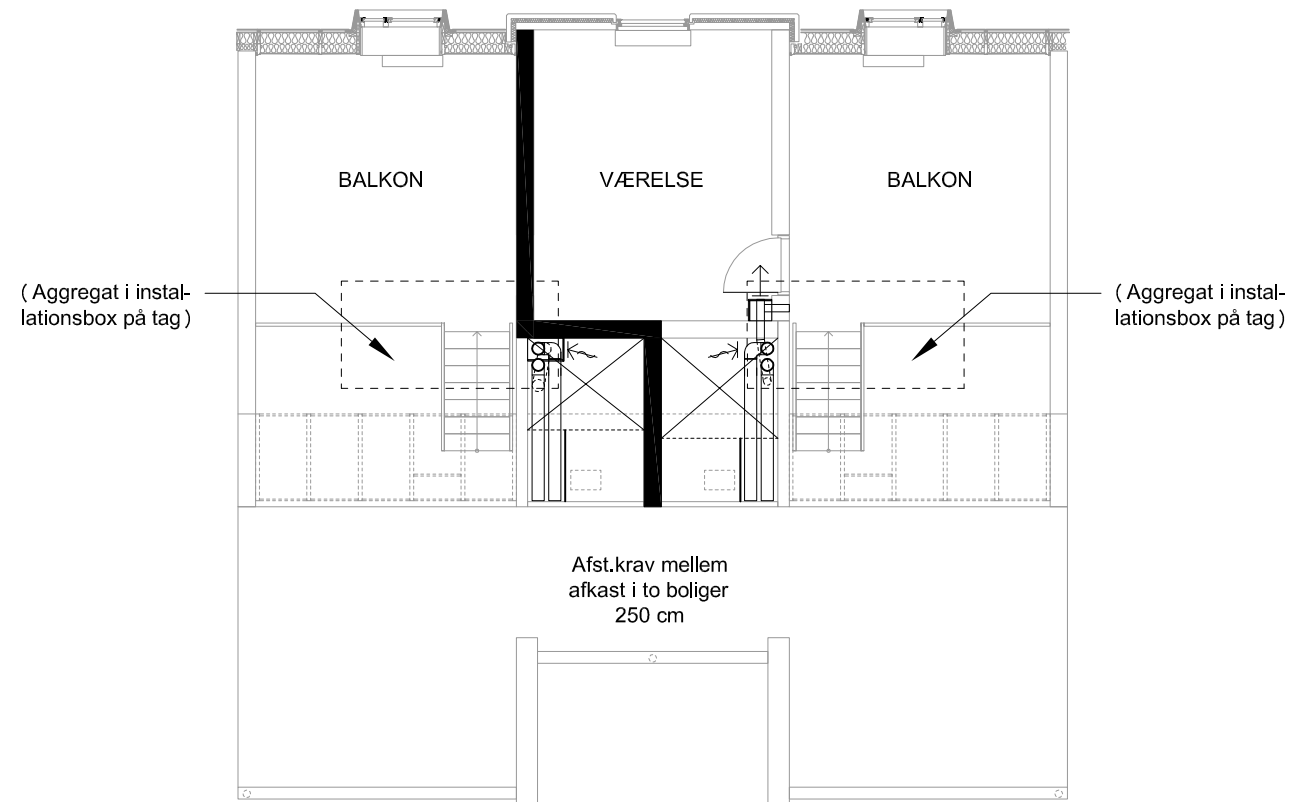 BALKON
VÆRELSE
BALKON
( Aggregat i instal-
lationsbox på tag )
( Aggregat i instal-
lationsbox på tag )
Afst.krav mellem
afkast i to boliger
250 cm